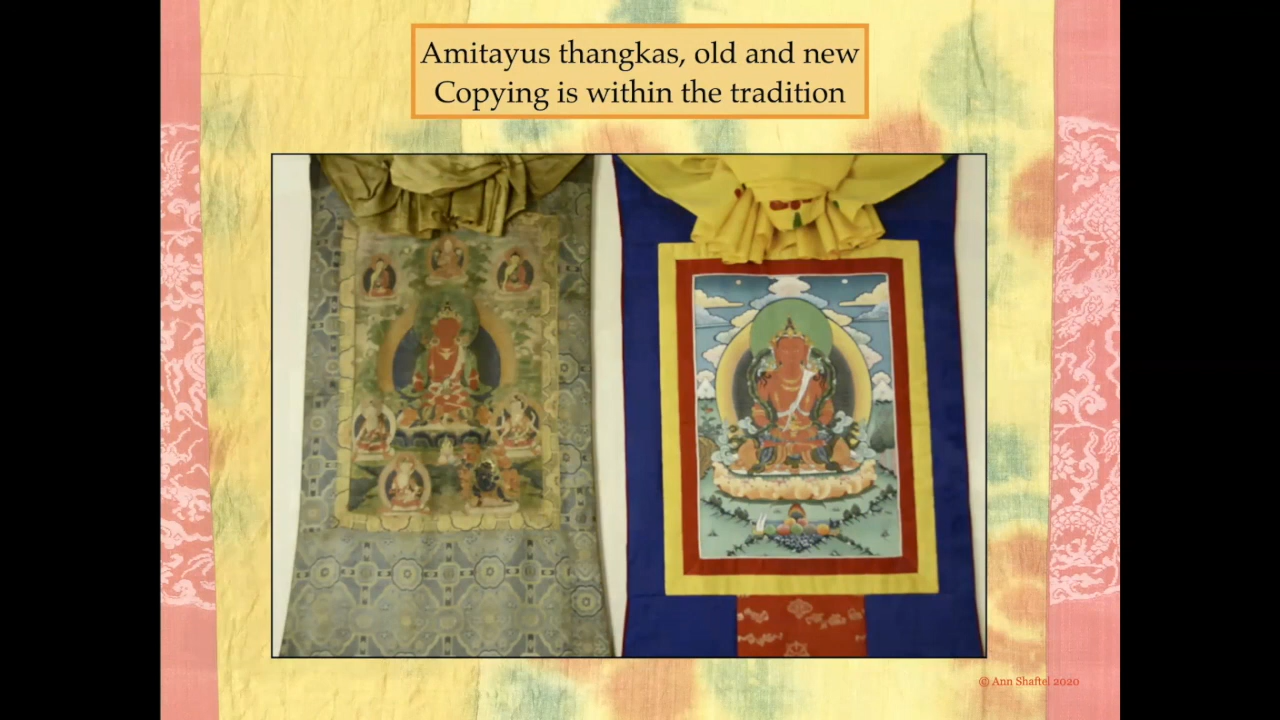 Amitayus thangkas, old and new
Copying is within the tradition
© Ann Shaftel 2020